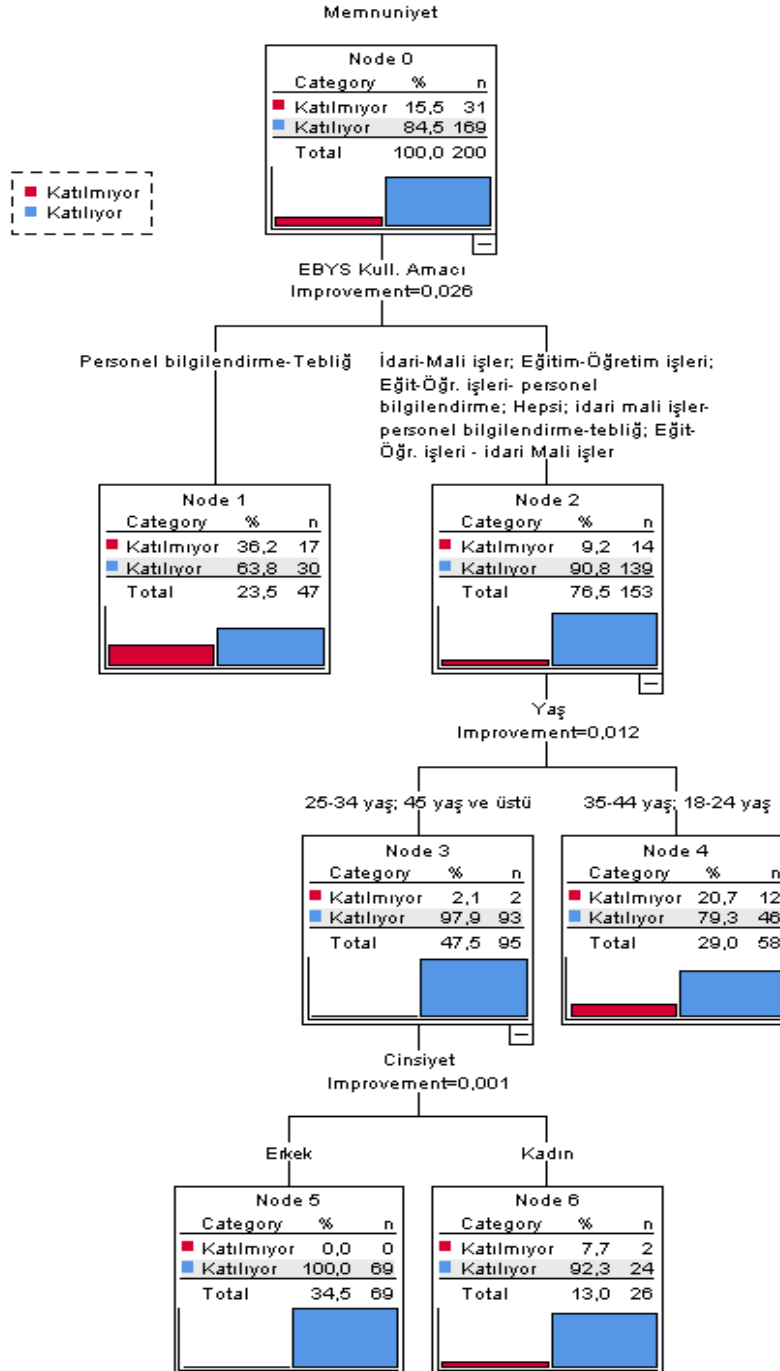 Memnuniyet
Node 0
Category % n
Katılmıyor 15,5 31
Katılıyor 84,5 169
Total 100,0 200
Katılmıyor
Katılıyor
EBYS Kull. Amacı
Improvement=0,026
Personel bilgilendirme-Tebliğ
İdari-Mali işler; Eğitim-Öğretim işleri;
Eğit-Öğr. işleri- personel
bilgilendirme; Hepsi; idari mali işler-
personel bilgilendirme-tebliğ; Eğit-
Öğr. işleri - idari Mali işler
Node 1
Category % n
Katılmıyor 36,2 17
Katılıyor 63,8 30
Total 23,5 47
Node 2
Category % n
Katılmıyor 9,2 14
Katılıyor 90,8 139
Total 76,5 153
Yaş
Improvement=0,012
25-34 yaş; 45 yaş ve üstü
35-44 yaş; 18-24 yaş
Node 3
Category % n
Katılmıyor 2,1 2
Katılıyor 97,9 93
Total 47,5 95
Node 4
Category % n
Katılmıyor 20,7 12
Katılıyor 79,3 46
Total 29,0 58
Cinsiyet
Improvement=0,001
Erkek
Kadın
Node 5
Category % n
Katılmıyor 0,0 0
Katılıyor 100,0 69
Total 34,5 69
Node 6
Category % n
Katılmıyor 7,7 2
Katılıyor 92,3 24
Total 13,0 26